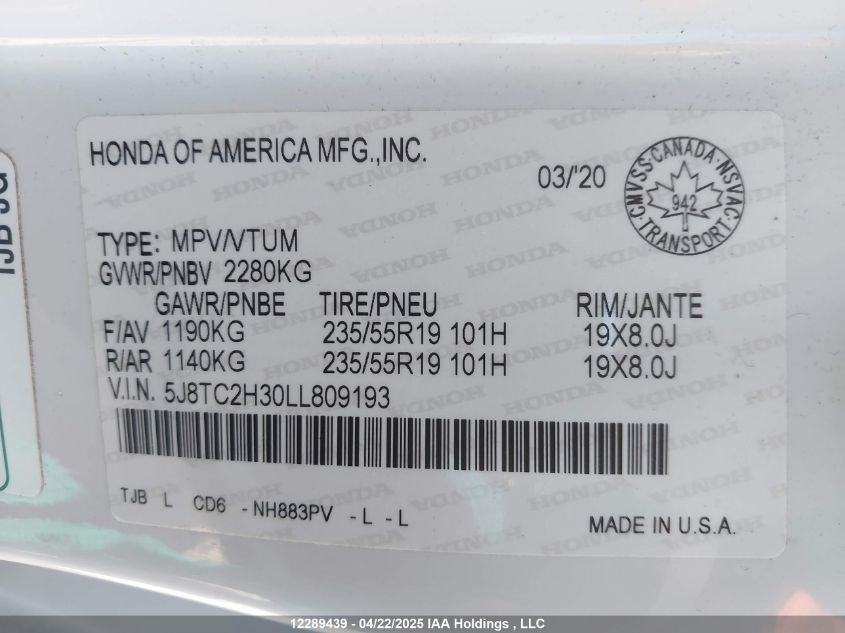 HONDA OF AMERICA MFG.,INC.
03/'20
CMVSS · CANADA · NSVAC
942
TRANSPORT
TYPE: MPV/VTUM
GVWR/PNBV 2280KG
GAWR/PNBE TIRE/PNEU RIM/JANTE
F/AV 1190KG 235/55R19 101H 19X8.0J
R/AR 1140KG 235/55R19 101H 19X8.0J
V.I.N. 5J8TC2H30LL809193
TJB L CD6 -NH883PV -L -L
MADE IN U.S.A.
12289439 - 04/22/2025 IAA Holdings , LLC